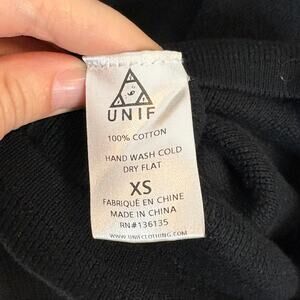 UNIF
100% COTTON
HAND WASH COLD
DRY FLAT
XS
FABRIQUÉ EN CHINE
MADE IN CHINA
RN#136135
WWW.UNIFCLOTHING.COM